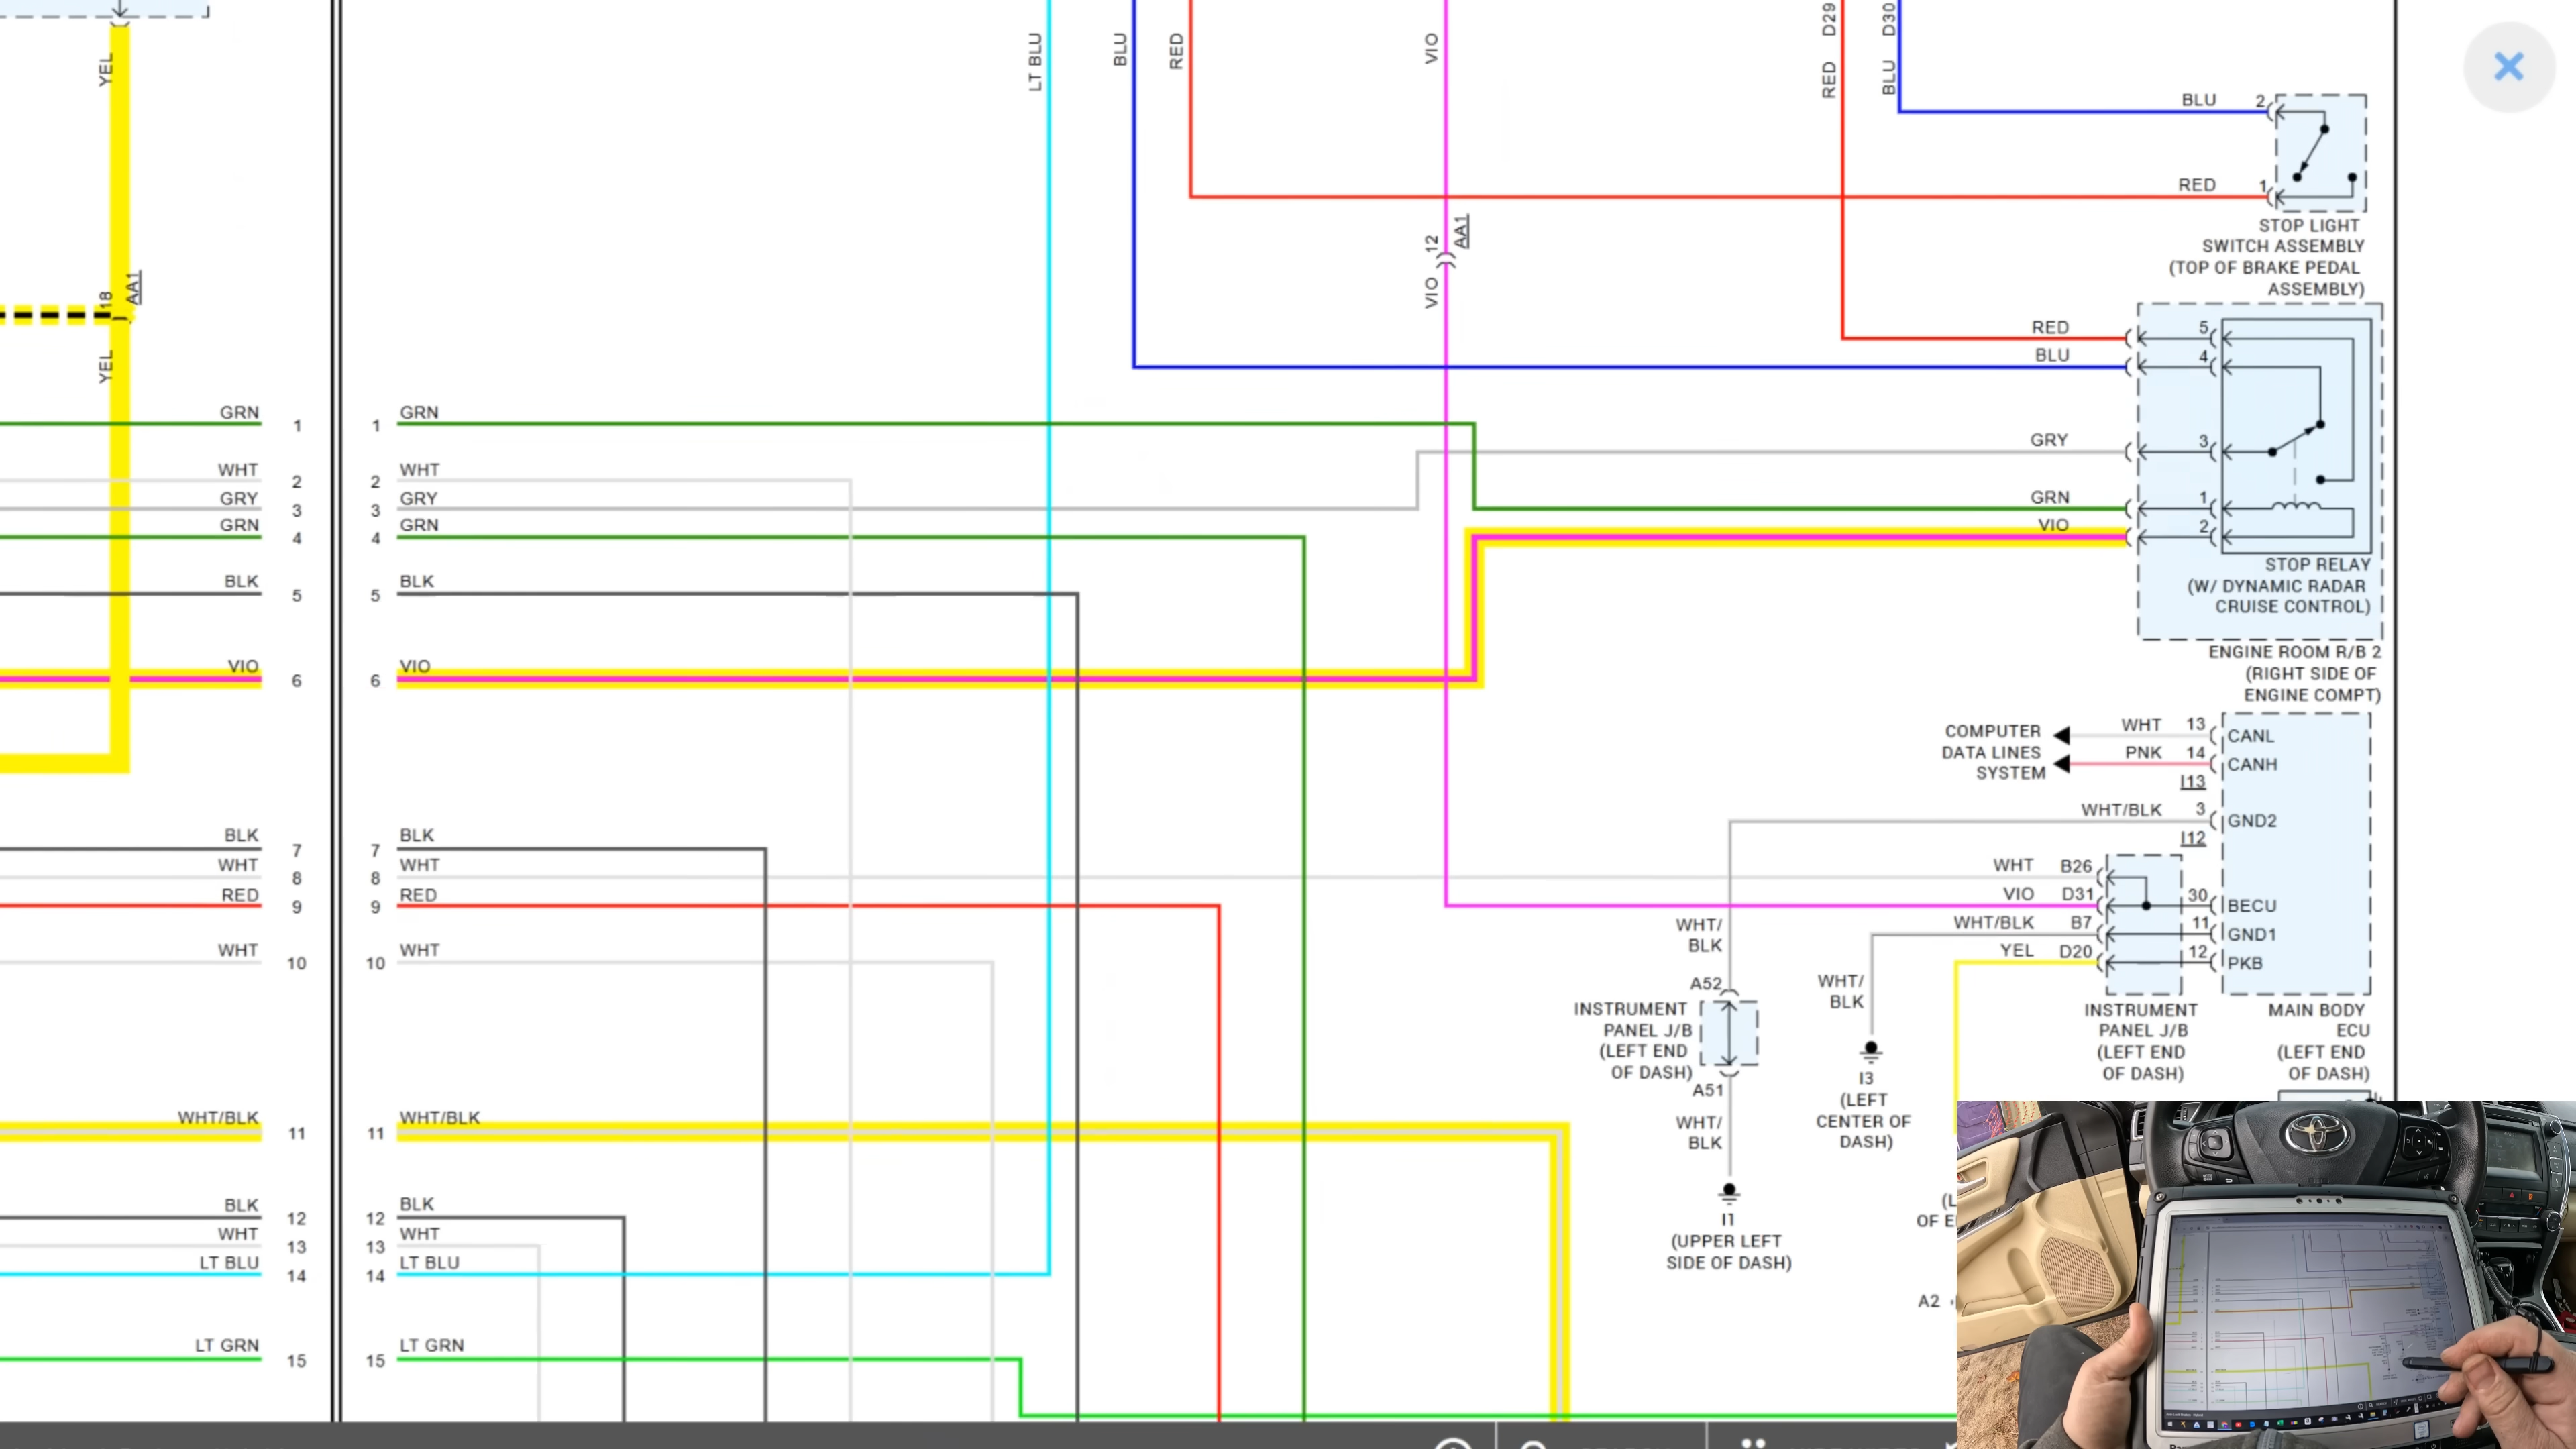 YEL
18
AA1
YEL
GRN 1
WHT 2
GRY 3
GRN 4
BLK 5
VIO 6
BLK 7
WHT 8
RED 9
WHT 10
WHT/BLK 11
BLK 12
WHT 13
LT BLU 14
LT GRN 15
1 GRN
2 WHT
3 GRY
4 GRN
5 BLK
6 VIO
7 BLK
8 WHT
9 RED
10 WHT
11 WHT/BLK
12 BLK
13 WHT
14 LT BLU
15 LT GRN
LT BLU
BLU
RED
VIO
12
AA1
VIO
RED D29
BLU D30
BLU 2
RED 1
STOP LIGHT
SWITCH ASSEMBLY
(TOP OF BRAKE PEDAL
ASSEMBLY)
RED 5
BLU 4
GRY 3
GRN 1
VIO 2
STOP RELAY
(W/ DYNAMIC RADAR
CRUISE CONTROL)
ENGINE ROOM R/B 2
(RIGHT SIDE OF
ENGINE COMPT)
COMPUTER
DATA LINES
SYSTEM
WHT 13 CANL
PNK 14 CANH
I13
WHT/BLK 3 GND2
I12
WHT B26
VIO D31 30 BECU
WHT/BLK B7 11 GND1
YEL D20 12 PKB
INSTRUMENT
PANEL J/B
(LEFT END
OF DASH)
MAIN BODY
ECU
(LEFT END
OF DASH)
WHT/
BLK
A52
INSTRUMENT
PANEL J/B
(LEFT END
OF DASH)
A51
WHT/
BLK
I1
(UPPER LEFT
SIDE OF DASH)
WHT/
BLK
I3
(LEFT
CENTER OF
DASH)
(L
OF E
A2